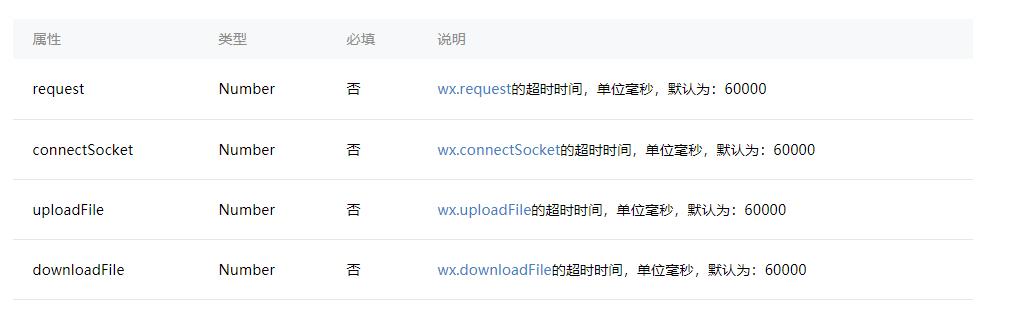 属性 类型 必填 说明
request Number 否 wx.request的超时时间，单位毫秒，默认为：60000
connectSocket Number 否 wx.connectSocket的超时时间，单位毫秒，默认为：60000
uploadFile Number 否 wx.uploadFile的超时时间，单位毫秒，默认为：60000
downloadFile Number 否 wx.downloadFile的超时时间，单位毫秒，默认为：60000